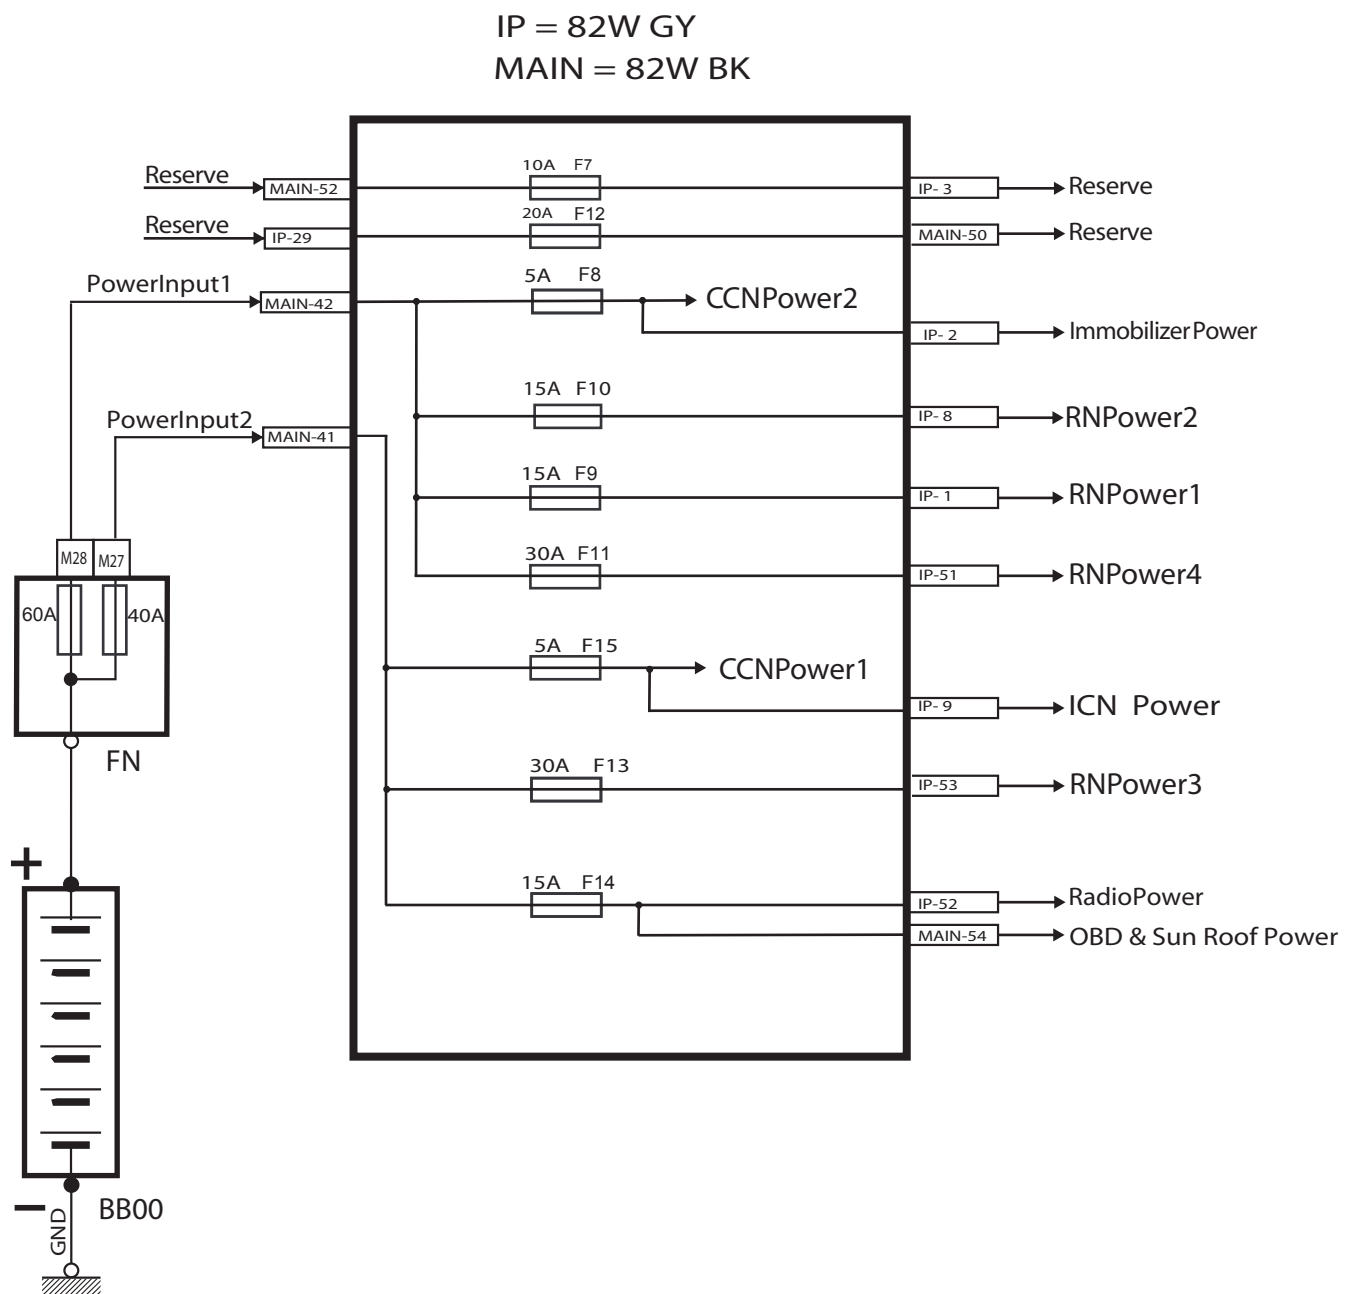 IP = 82W GY
MAIN = 82W BK
10A F7
Reserve
MAIN-52
IP- 3
Reserve
20A F12
Reserve
IP-29
MAIN-50
Reserve
5A F8
PowerInput1
MAIN-42
CCNPower2
IP- 2
ImmobilizerPower
15A F10
PowerInput2
MAIN-41
IP- 8
RNPower2
15A F9
IP- 1
RNPower1
30A F11
M28 M27
IP-51
RNPower4
60A 40A
5A F15
CCNPower1
IP- 9
ICN Power
FN
30A F13
IP-53
RNPower3
+
15A F14
IP-52
RadioPower
MAIN-54
OBD & Sun Roof Power
−
BB00
GND